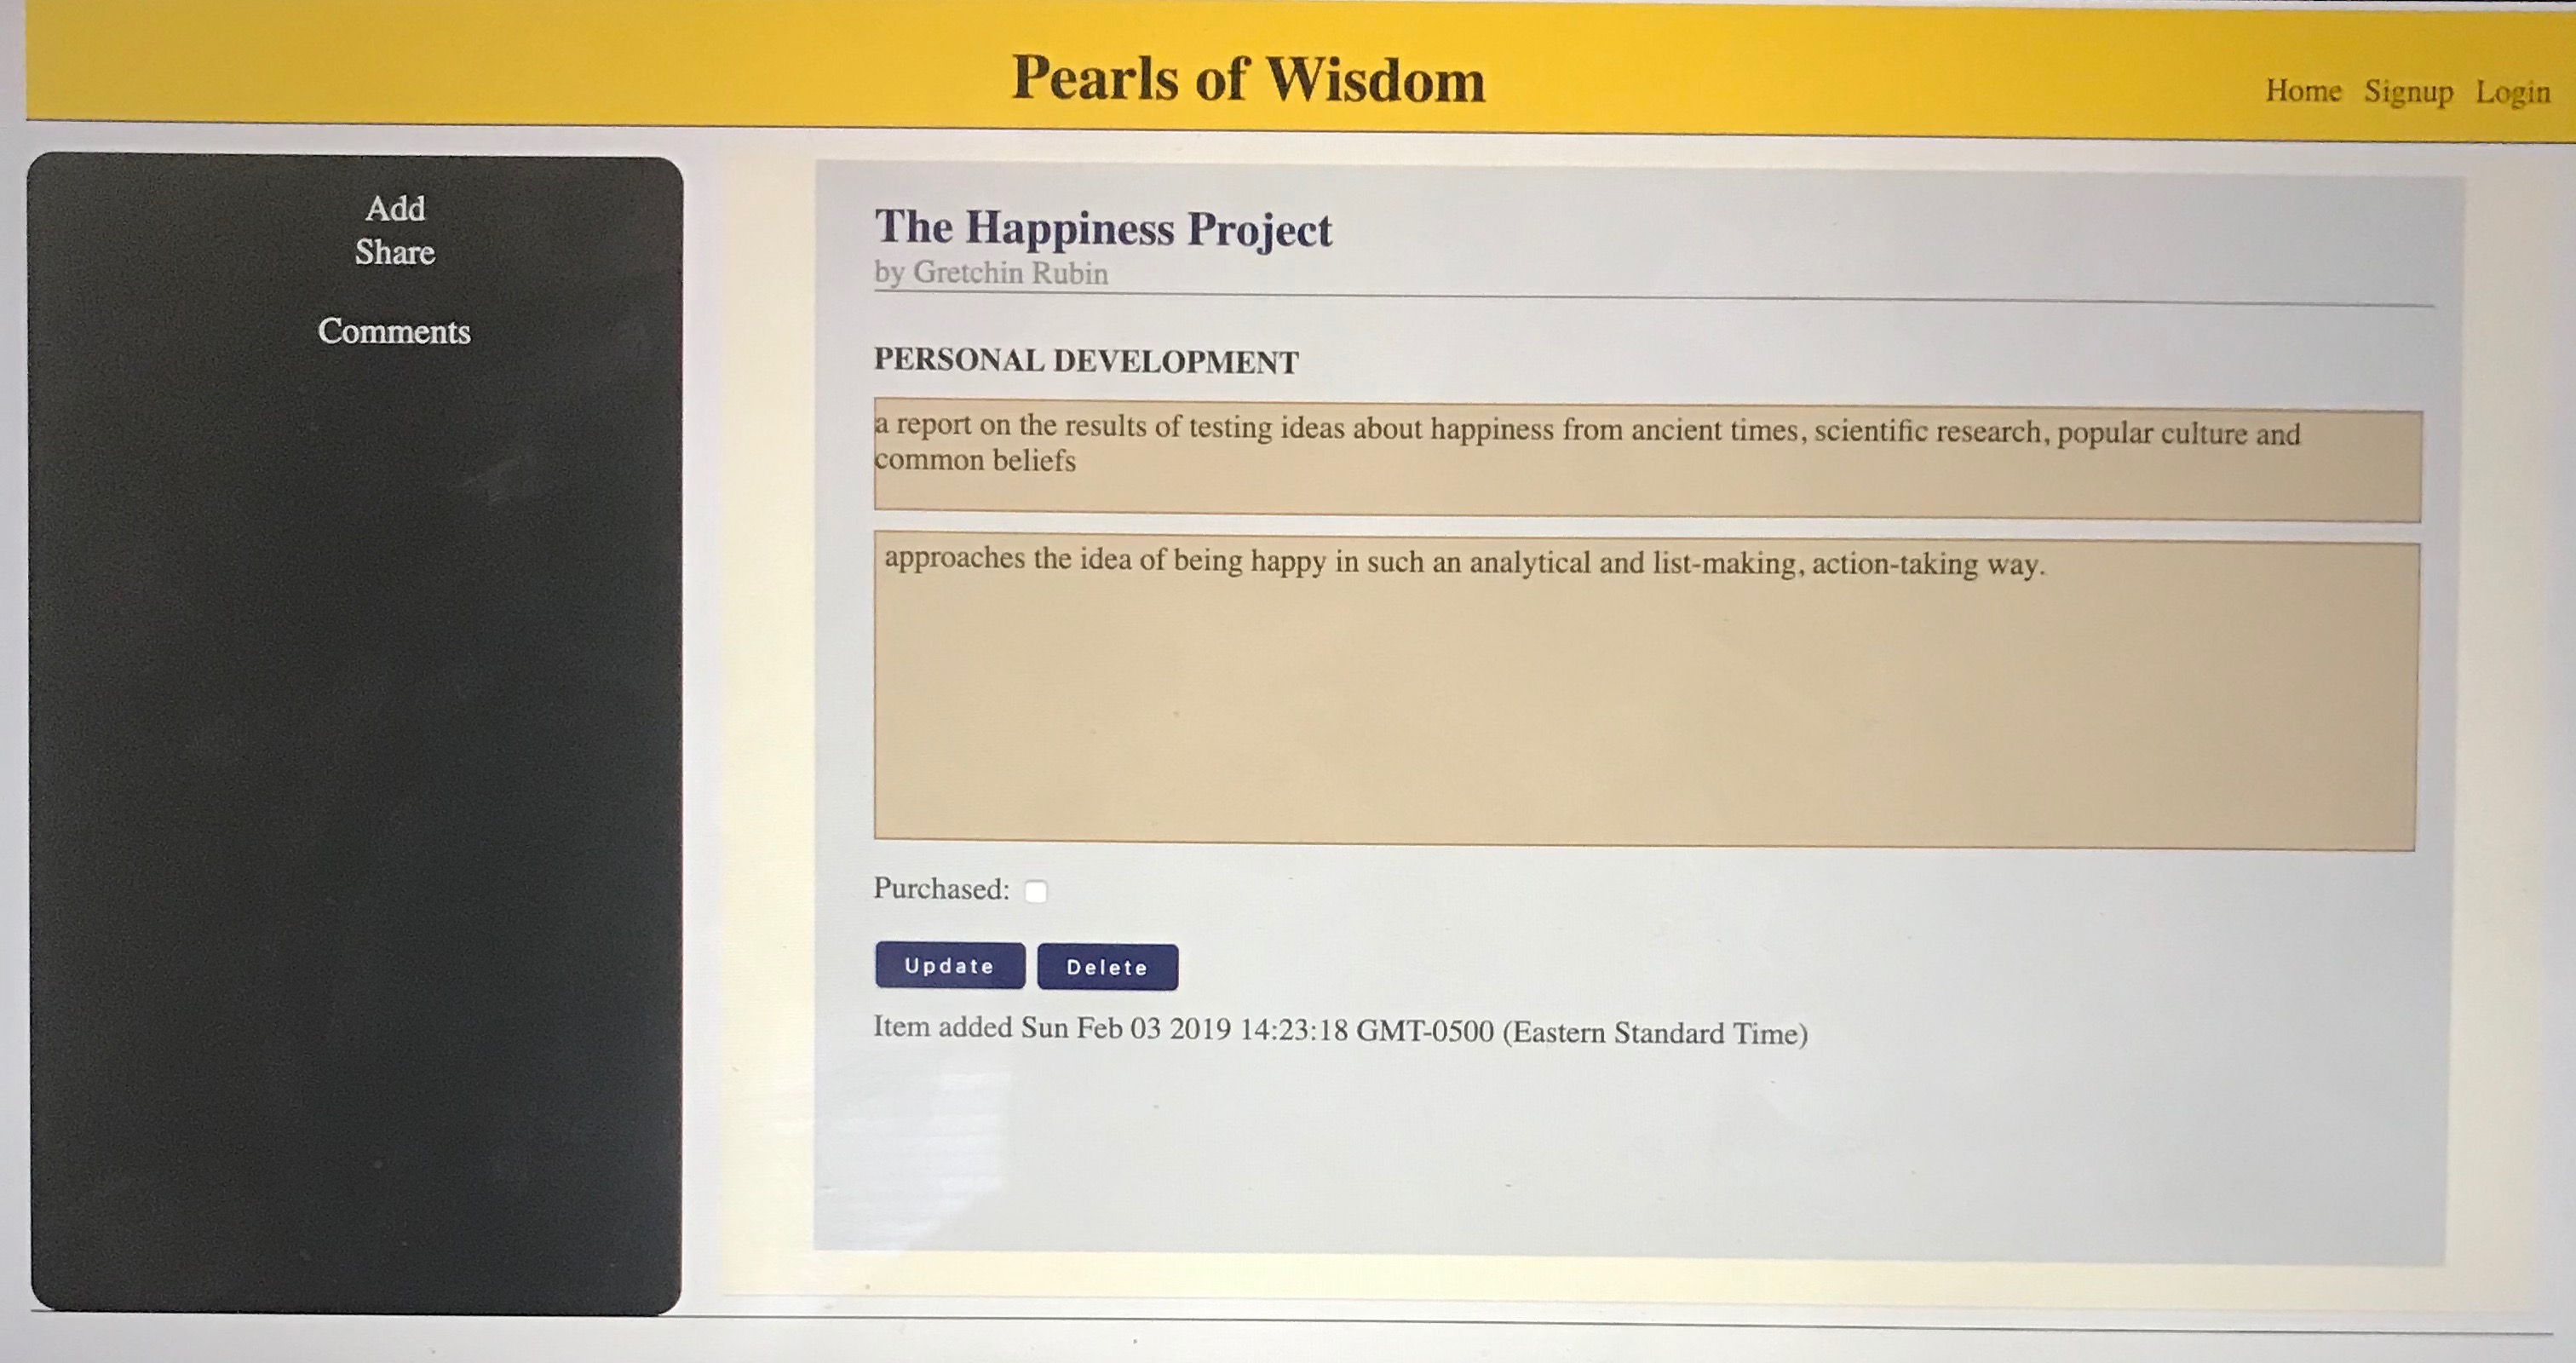 Pearls of Wisdom
Home Signup Login
Add
Share
Comments
The Happiness Project
by Gretchin Rubin
PERSONAL DEVELOPMENT
a report on the results of testing ideas about happiness from ancient times, scientific research, popular culture and
common beliefs
approaches the idea of being happy in such an analytical and list-making, action-taking way.
Purchased:
Update Delete
Item added Sun Feb 03 2019 14:23:18 GMT-0500 (Eastern Standard Time)